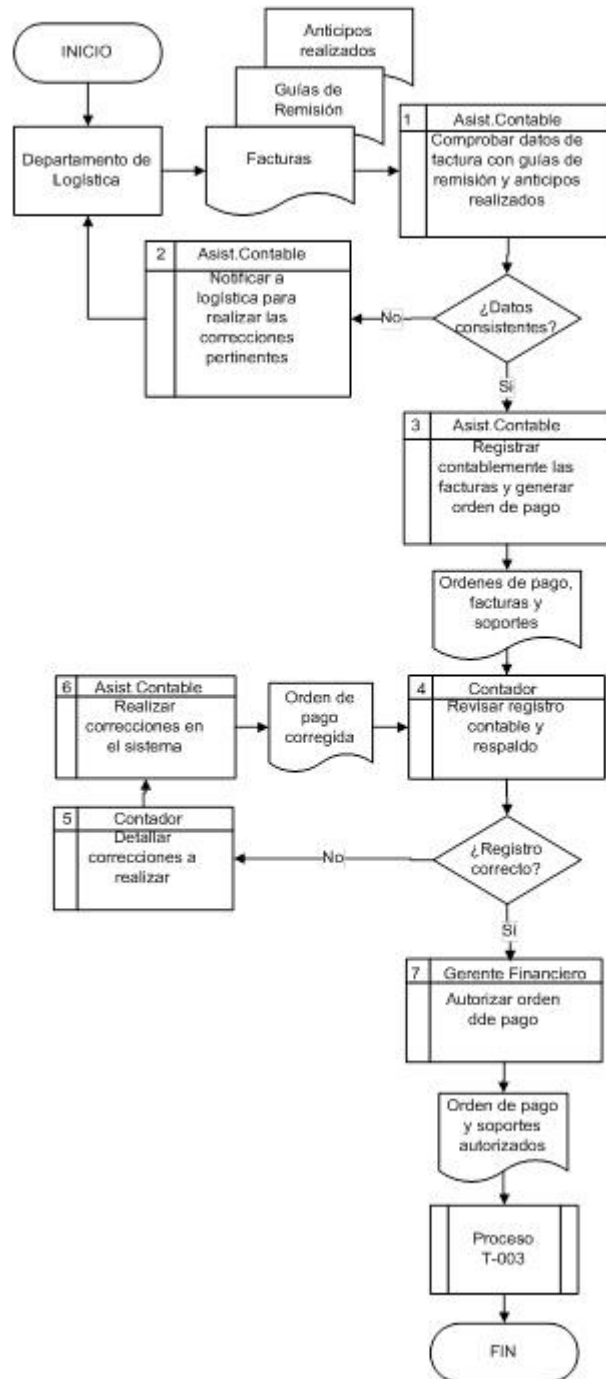 INICIO
Anticipos
realizados
Guías de
Remisión
Facturas
Departamento de
Logística
1 Asist.Contable
Comprobar datos de
factura con guías de
remisión y anticipos
realizados
2 Asist.Contable
Notificar a
logística para
realizar las
correcciones
pertinentes
No
¿Datos
consistentes?
Sí
3 Asist.Contable
Registrar
contablemente las
facturas y generar
orden de pago
Ordenes de pago,
facturas y
soportes
6 Asist.Contable
Realizar
correcciones en
el sistema
Orden de
pago
corregida
4 Contador
Revisar registro
contable y
respaldo
5 Contador
Detallar
correcciones a
realizar
No
¿Registro
correcto?
Sí
7 Gerente Financiero
Autorizar orden
dde pago
Orden de pago
y soportes
autorizados
Proceso
T-003
FIN